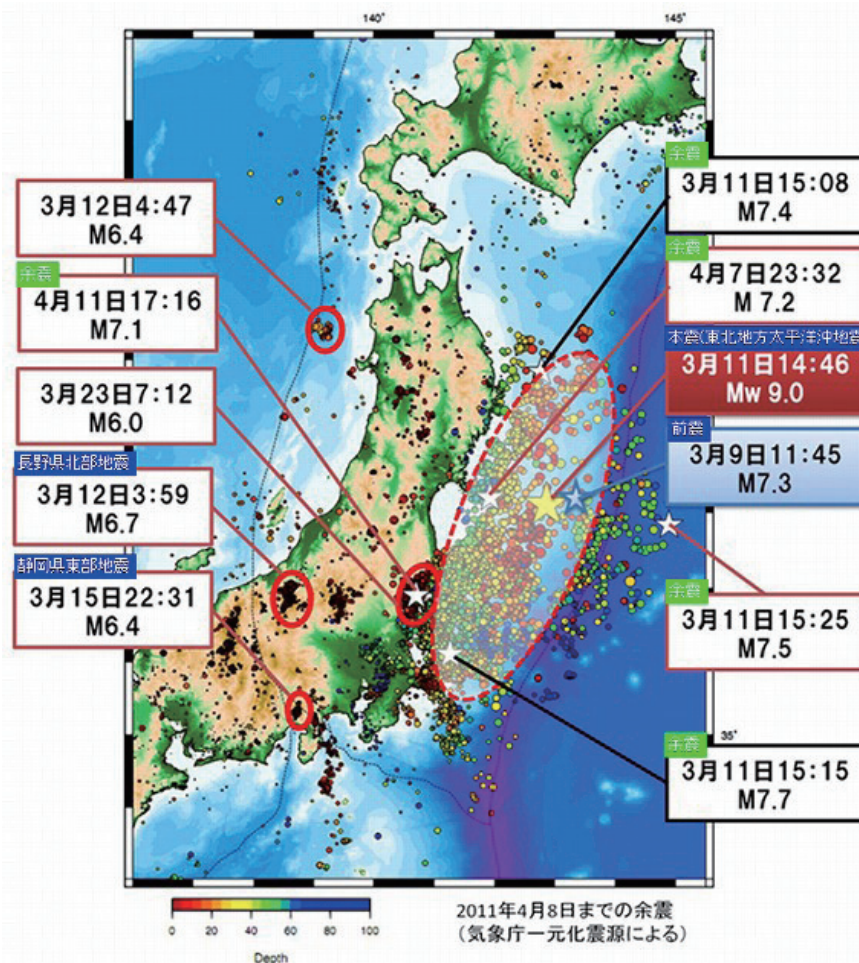 140°
145°
3月12日4:47
M6.4
余震
4月11日17:16
M7.1
3月23日7:12
M6.0
長野県北部地震
3月12日3:59
M6.7
静岡県東部地震
3月15日22:31
M6.4
余震
3月11日15:08
M7.4
余震
4月7日23:32
M 7.2
本震(東北地方太平洋沖地震
3月11日14:46
Mw 9.0
前震
3月9日11:45
M7.3
余震
3月11日15:25
M7.5
35°
余震
3月11日15:15
M7.7
0 20 40 60 80 100
Depth
2011年4月8日までの余震
(気象庁一元化震源による)